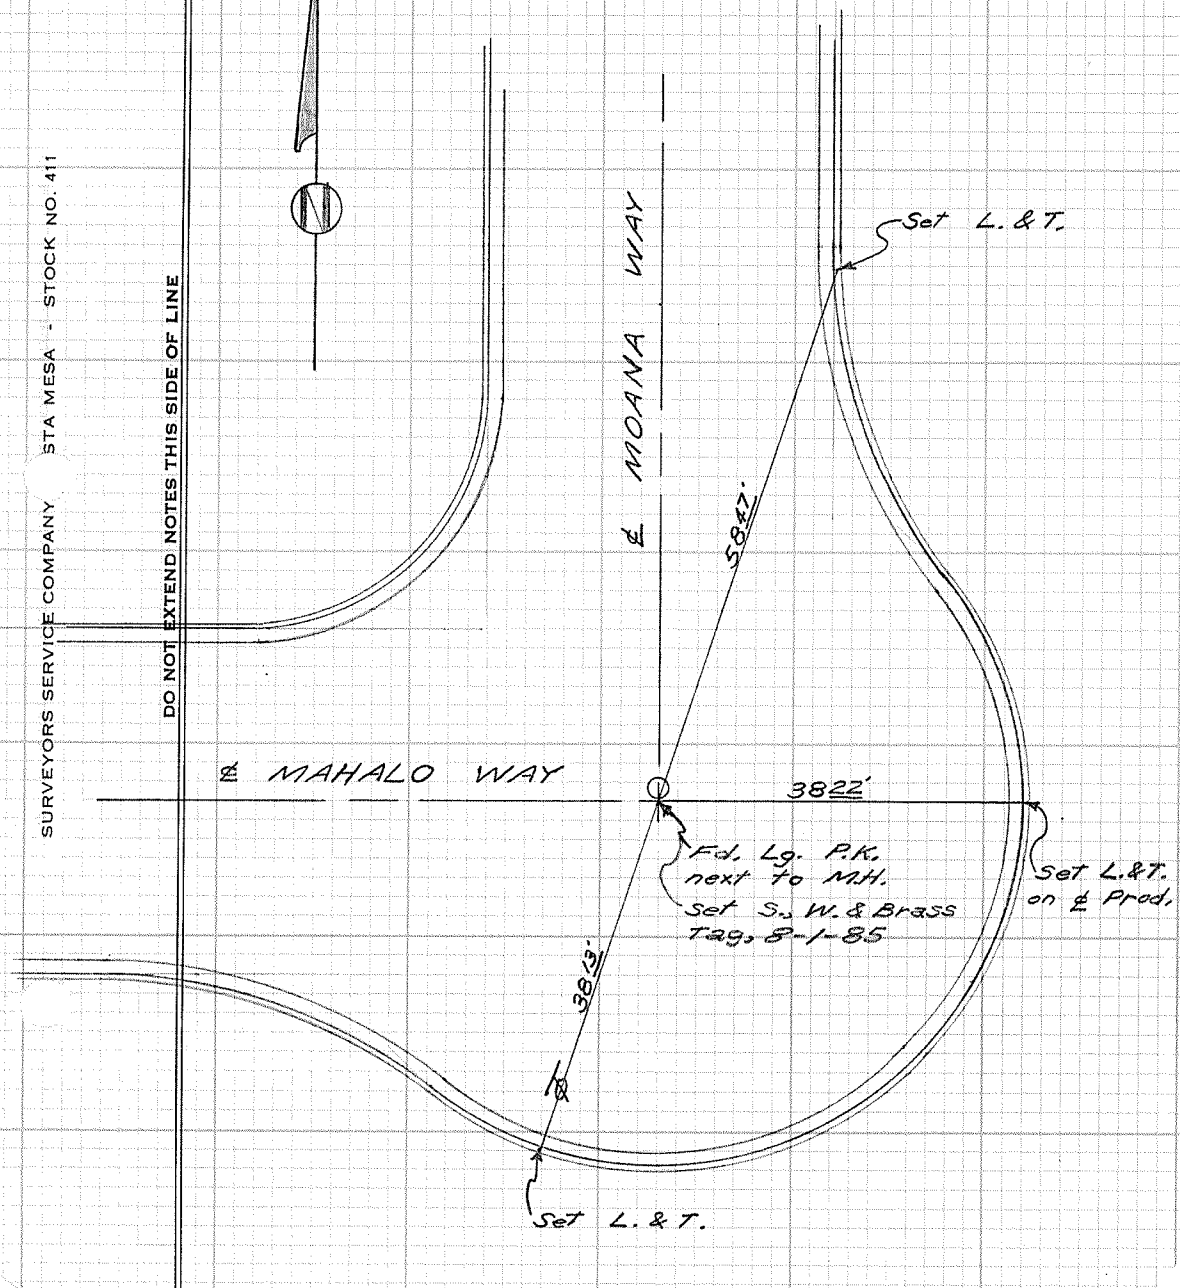 SURVEYORS SERVICE COMPANY STA MESA - STOCK NO. 411
DO NOT EXTEND NOTES THIS SIDE OF LINE
Set L. & T.
℄ MOANA WAY
58 47'
℄ MAHALO WAY
38 22'
Fd. Lg. P.K.
next to M.H.
Set S., W. & Brass
Tag, 8-1-85
Set L. & T.
on ℄ Prod.
38 13'
Set L. & T.